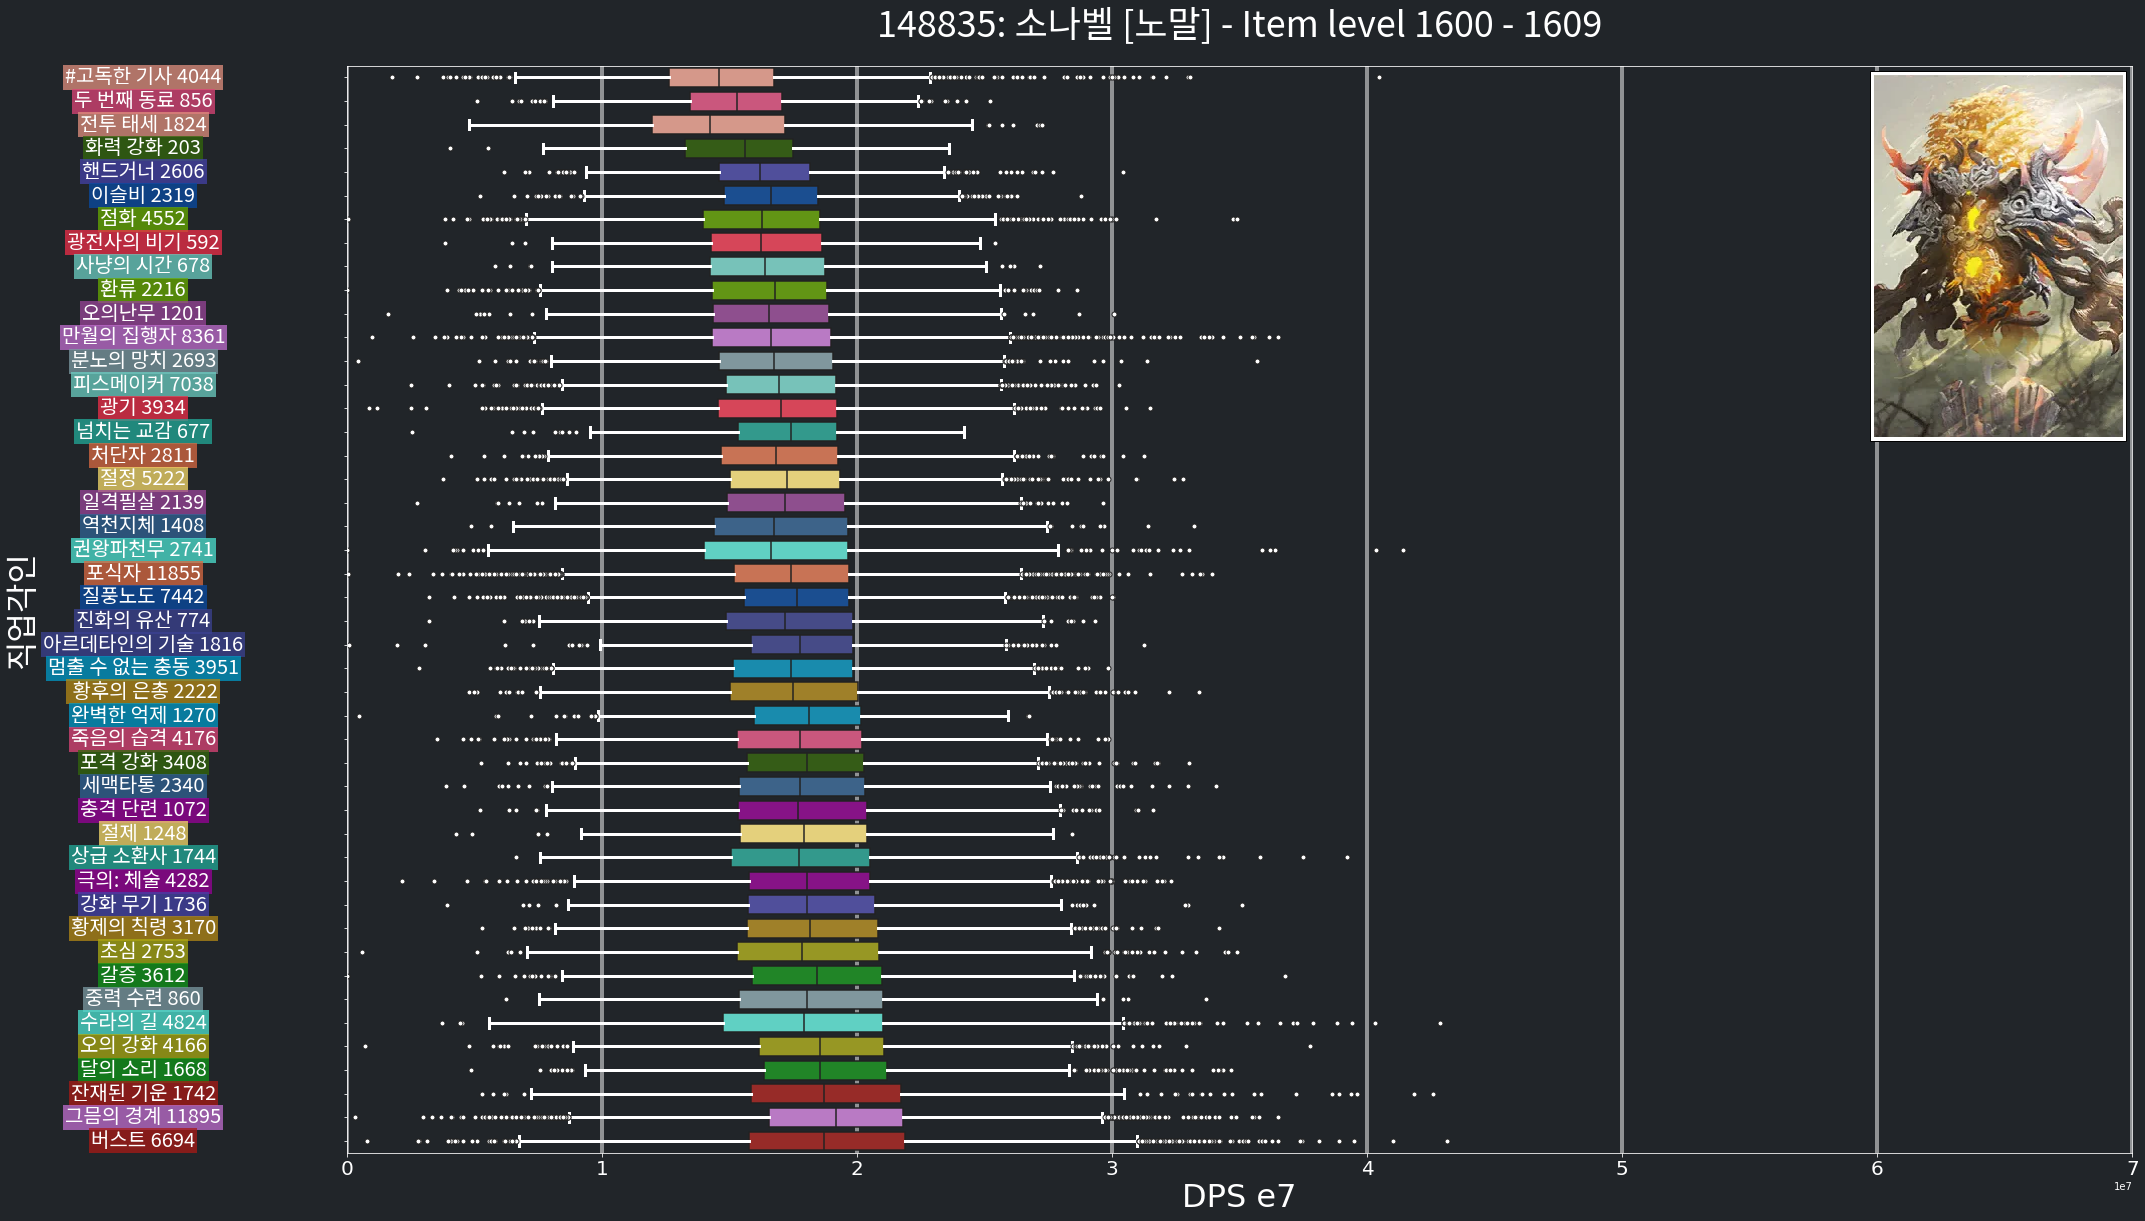 148835: 소나벨 [노말] - Item level 1600 - 1609
직업각인
#고독한 기사 4044
두 번째 동료 856
전투 태세 1824
화력 강화 203
핸드거너 2606
이슬비 2319
점화 4552
광전사의 비기 592
사냥의 시간 678
환류 2216
오의난무 1201
만월의 집행자 8361
분노의 망치 2693
피스메이커 7038
광기 3934
넘치는 교감 677
처단자 2811
절정 5222
일격필살 2139
역천지체 1408
권왕파천무 2741
포식자 11855
질풍노도 7442
진화의 유산 774
아르데타인의 기술 1816
멈출 수 없는 충동 3951
황후의 은총 2222
완벽한 억제 1270
죽음의 습격 4176
포격 강화 3408
세맥타통 2340
충격 단련 1072
절제 1248
상급 소환사 1744
극의: 체술 4282
강화 무기 1736
황제의 칙령 3170
초심 2753
갈증 3612
중력 수련 860
수라의 길 4824
오의 강화 4166
달의 소리 1668
잔재된 기운 1742
그믐의 경계 11895
버스트 6694
0 1 2 3 4 5 6 7
1e7
DPS e7